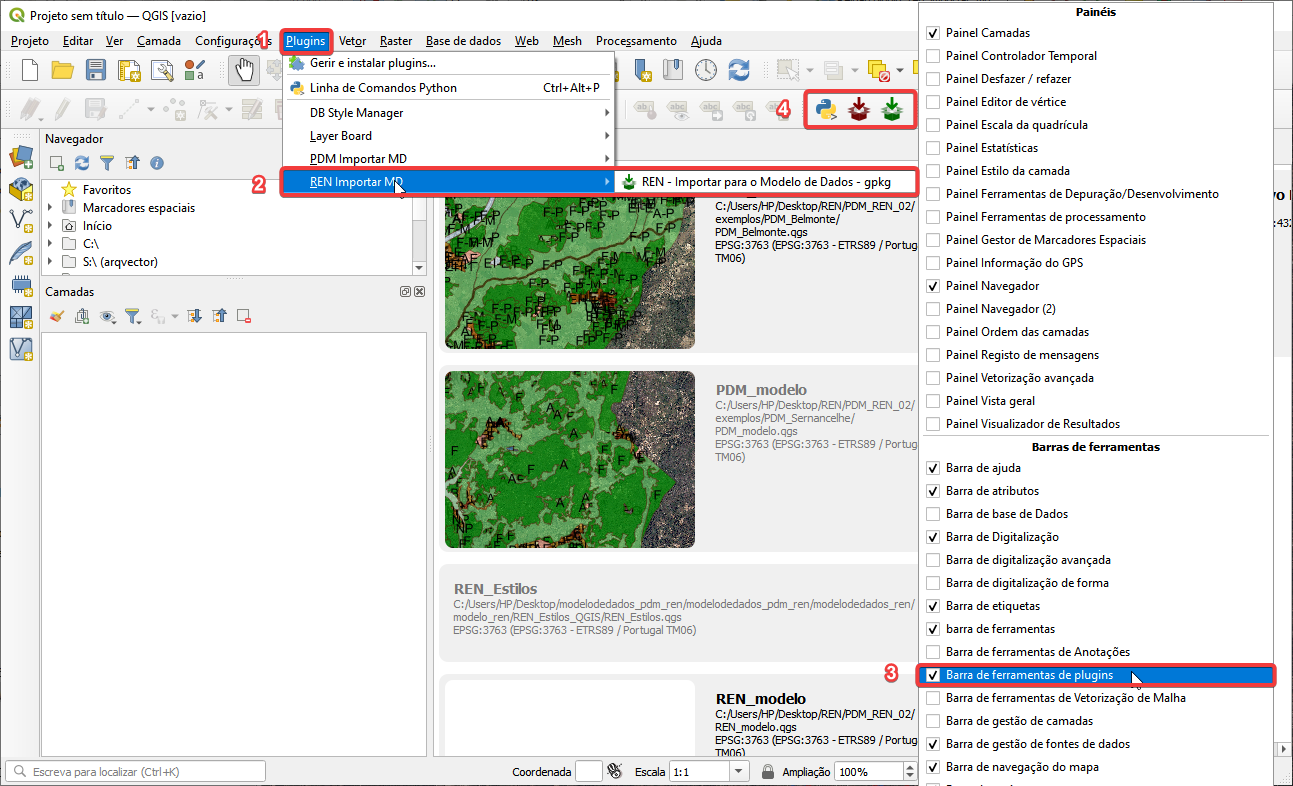 Projeto sem título — QGIS [vazio]
Projeto Editar Ver Camada Configurações Plugins Vetor Raster Base de dados Web Mesh Processamento Ajuda
1
Gerir e instalar plugins...
Linha de Comandos Python Ctrl+Alt+P
DB Style Manager
Layer Board
PDM Importar MD
2
REN Importar MD
REN - Importar para o Modelo de Dados - gpkg
4
Navegador
Favoritos
Marcadores espaciais
Início
C:\
S:\ (arqvector)
Camadas
C:/Users/HP/Desktop/REN/PDM_REN_02/
exemplos/PDM_Belmonte/
PDM_Belmonte.qgs
EPSG:3763 (EPSG:3763 - ETRS89 / Portugal
TM06)
PDM_modelo
C:/Users/HP/Desktop/REN/PDM_REN_02/
exemplos/PDM_Sernancelhe/
PDM_modelo.qgs
EPSG:3763 (EPSG:3763 - ETRS89 / Portugal
TM06)
REN_Estilos
C:/Users/HP/Desktop/modelodedados_pdm_ren/modelodedados_pdm_ren/modelodedados_ren/
modelo_ren/REN_Estilos_QGIS/REN_Estilos.qgs
EPSG:3763 (EPSG:3763 - ETRS89 / Portugal TM06)
REN_modelo
C:/Users/HP/Desktop/REN/PDM_REN_02/
REN_modelo.qgs
EPSG:3763 (EPSG:3763 - ETRS89 / Portugal
TM06)
Painéis
Painel Camadas
Painel Controlador Temporal
Painel Desfazer / refazer
Painel Editor de vértice
Painel Escala da quadrícula
Painel Estatísticas
Painel Estilo da camada
Painel Ferramentas de Depuração/Desenvolvimento
Painel Ferramentas de processamento
Painel Gestor de Marcadores Espaciais
Painel Informação do GPS
Painel Navegador
Painel Navegador (2)
Painel Ordem das camadas
Painel Registo de mensagens
Painel Vetorização avançada
Painel Vista geral
Painel Visualizador de Resultados
Barras de ferramentas
Barra de ajuda
Barra de atributos
Barra de base de Dados
Barra de Digitalização
Barra de digitalização avançada
Barra de digitalização de forma
Barra de etiquetas
barra de ferramentas
Barra de ferramentas de Anotações
3
Barra de ferramentas de plugins
Barra de ferramentas de Vetorização de Malha
Barra de gestão de camadas
Barra de gestão de fontes de dados
Barra de navegação do mapa
Escreva para localizar (Ctrl+K)
Coordenada
Escala 1:1
Ampliação 100%